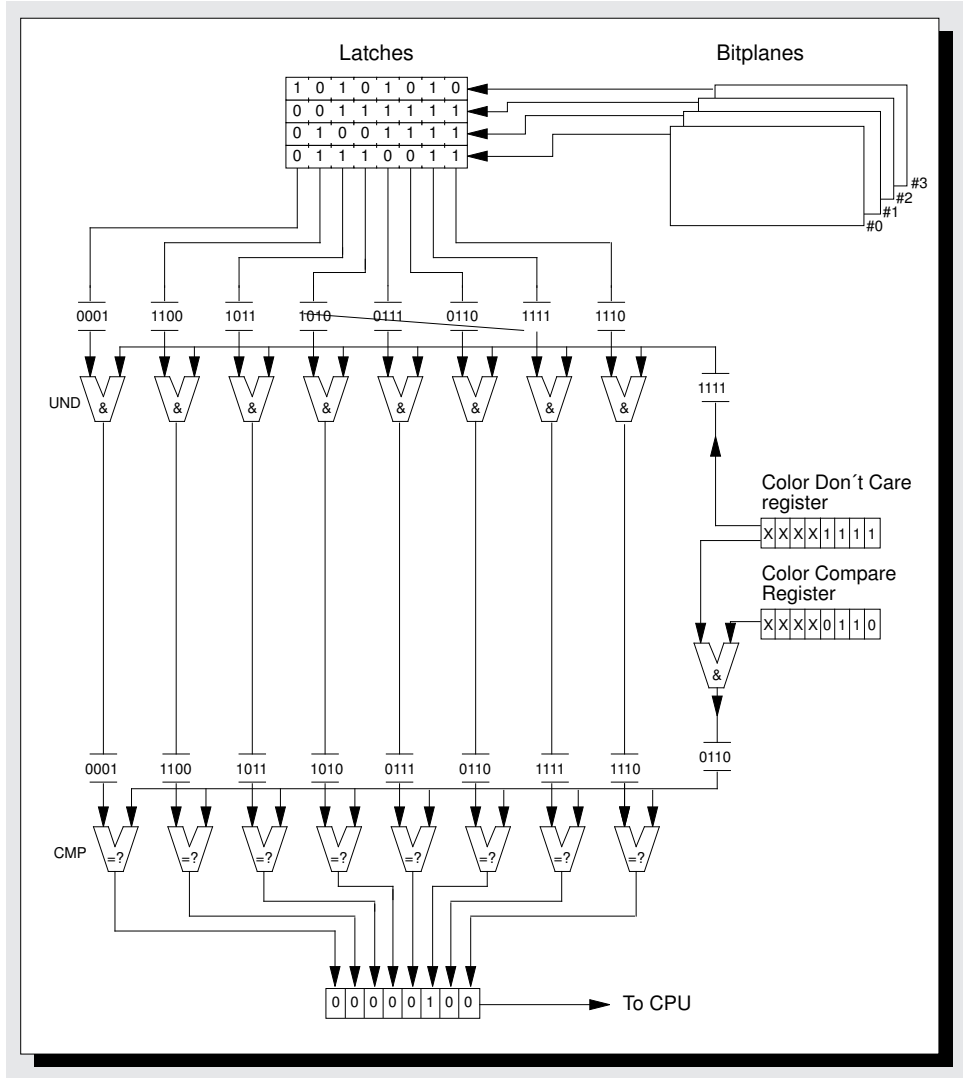 Latches Bitplanes
1 0 1 0 1 0 1 0
0 0 1 1 1 1 1 1
0 1 0 0 1 1 1 1
0 1 1 1 0 0 1 1
#3
#2
#1
#0
0001 1100 1011 1010 0111 0110 1111 1110
1111
UND & & & & & & & &
Color Don´t Care
register
X X X X 1 1 1 1
Color Compare
Register
X X X X 0 1 1 0
&
0110
0001 1100 1011 1010 0111 0110 1111 1110
CMP =? =? =? =? =? =? =? =?
0 0 0 0 0 1 0 0 To CPU